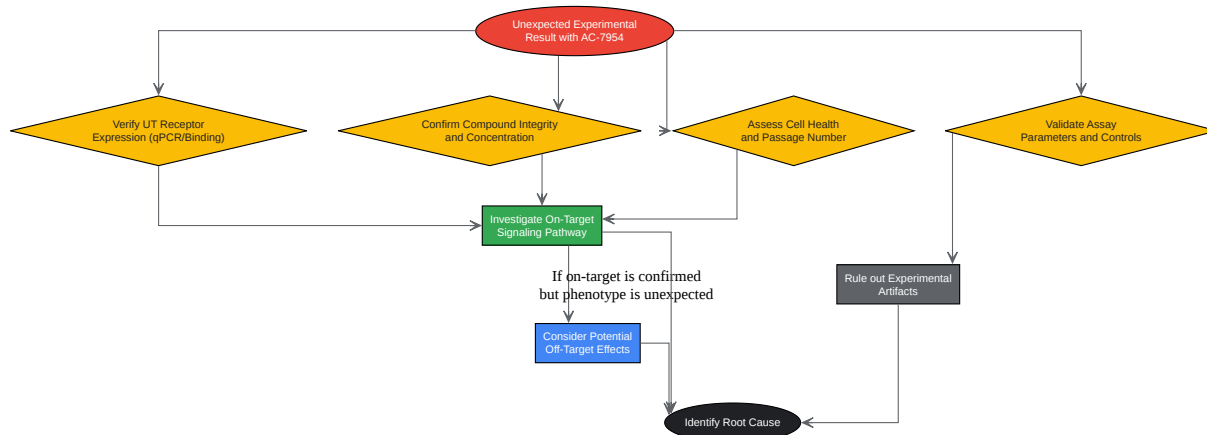 Unexpected Experimental
Result with AC-7954
Verify UT Receptor
Expression (qPCR/Binding)
Confirm Compound Integrity
and Concentration
Assess Cell Health
and Passage Number
Validate Assay
Parameters and Controls
Investigate On-Target
Signaling Pathway
If on-target is confirmed
but phenotype is unexpected
Rule out Experimental
Artifacts
Consider Potential
Off-Target Effects
Identify Root Cause